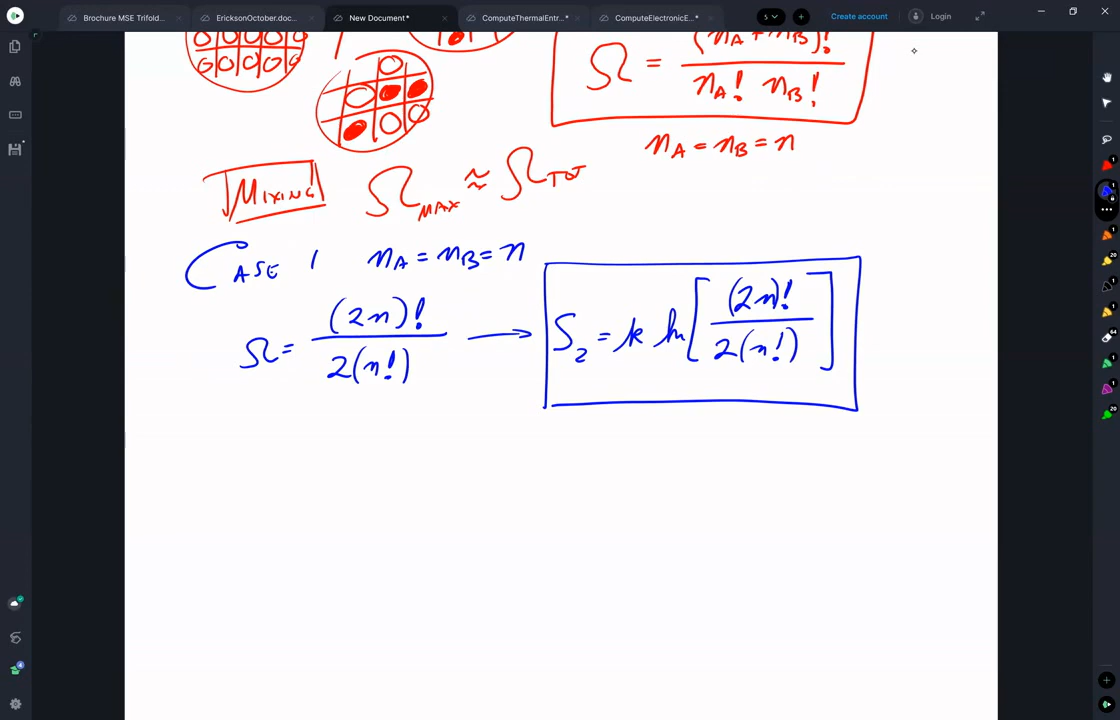 Brochure MSE Trifold...
EricksonOctober.doc...
New Document*
ComputeThermalEntr...*
ComputeElectronicE...*
5
Create account
Login
Ω = (nA+nB)! / nA! nB!
nA = nB = n
MIXING ΩMAX ≈ ΩTOT
CASE 1 nA = nB = n
Ω = (2n)! / 2(n!) → S2 = k ln[(2n)! / 2(n!)]